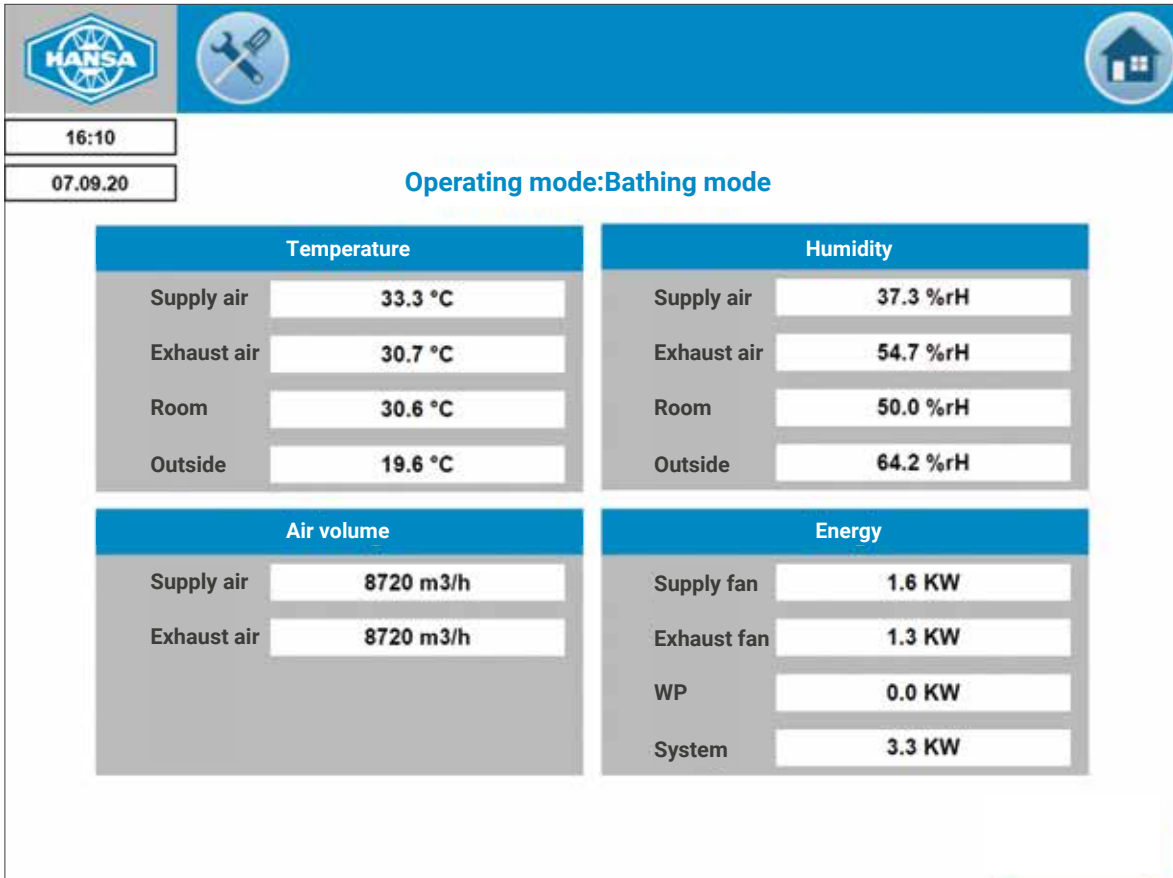 HANSA
16:10
07.09.20
Operating mode:Bathing mode
Temperature
Supply air 33.3 °C
Exhaust air 30.7 °C
Room 30.6 °C
Outside 19.6 °C
Humidity
Supply air 37.3 %rH
Exhaust air 54.7 %rH
Room 50.0 %rH
Outside 64.2 %rH
Air volume
Supply air 8720 m3/h
Exhaust air 8720 m3/h
Energy
Supply fan 1.6 KW
Exhaust fan 1.3 KW
WP 0.0 KW
System 3.3 KW